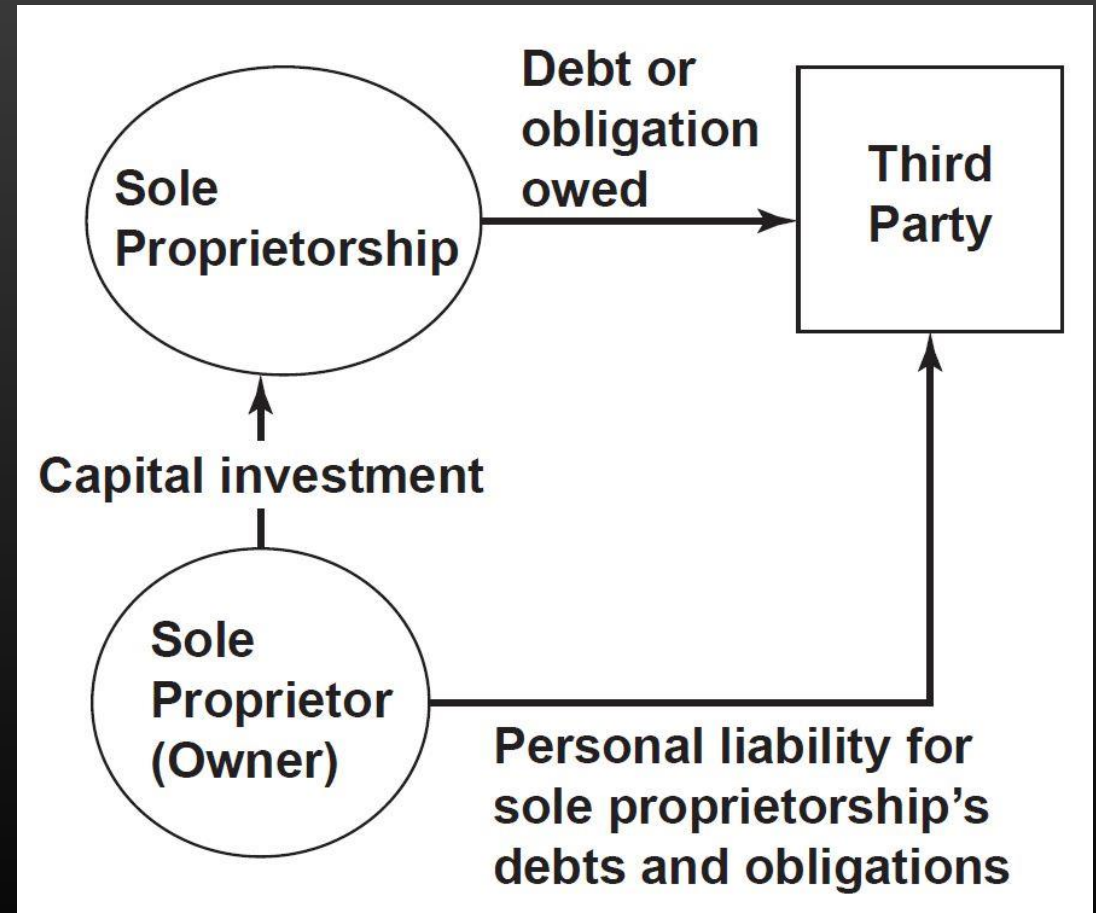 Debt or
obligation
owed
Sole
Proprietorship
Third
Party
Capital investment
Sole
Proprietor
(Owner)
Personal liability for
sole proprietorship’s
debts and obligations